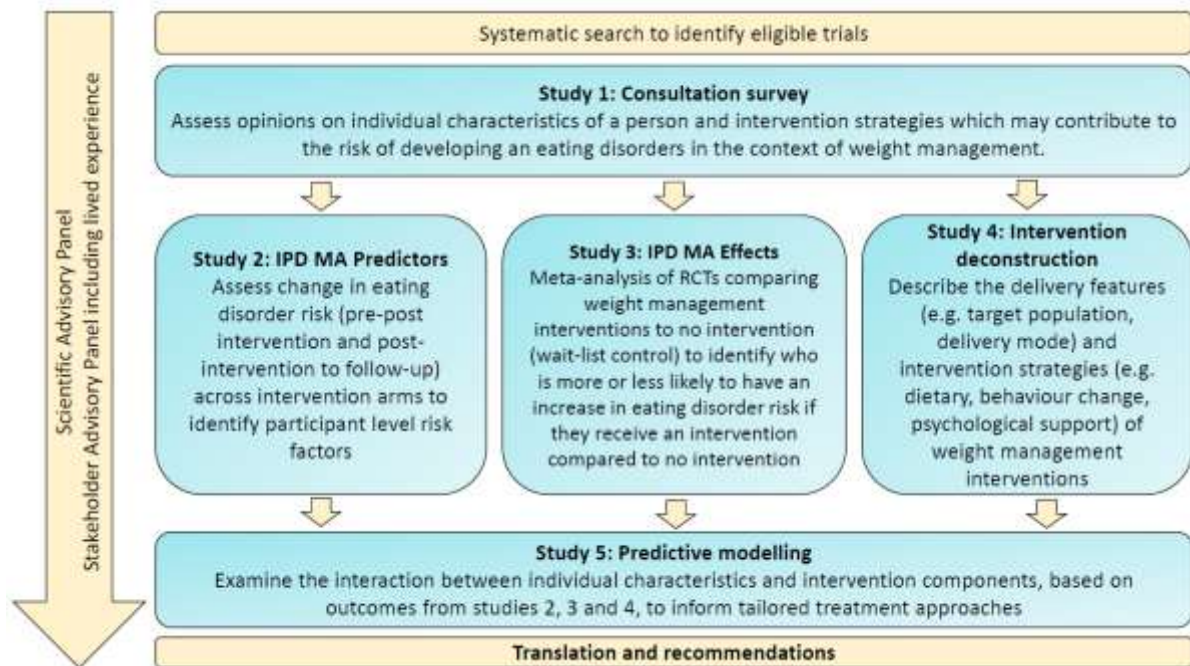 Scientific Advisory Panel
Stakeholder Advisory Panel including lived experience
Systematic search to identify eligible trials
Study 1: Consultation survey
Assess opinions on individual characteristics of a person and intervention strategies which may contribute to
the risk of developing an eating disorders in the context of weight management.
Study 2: IPD MA Predictors
Assess change in eating
disorder risk (pre-post
intervention and post-
intervention to follow-up)
across intervention arms to
identify participant level risk
factors
Study 3: IPD MA Effects
Meta-analysis of RCTs comparing
weight management
interventions to no intervention
(wait-list control) to identify who
is more or less likely to have an
increase in eating disorder risk if
they receive an intervention
compared to no intervention
Study 4: Intervention
deconstruction
Describe the delivery features
(e.g. target population,
delivery mode) and
intervention strategies (e.g.
dietary, behaviour change,
psychological support) of
weight management
interventions
Study 5: Predictive modelling
Examine the interaction between individual characteristics and intervention components, based on
outcomes from studies 2, 3 and 4, to inform tailored treatment approaches
Translation and recommendations